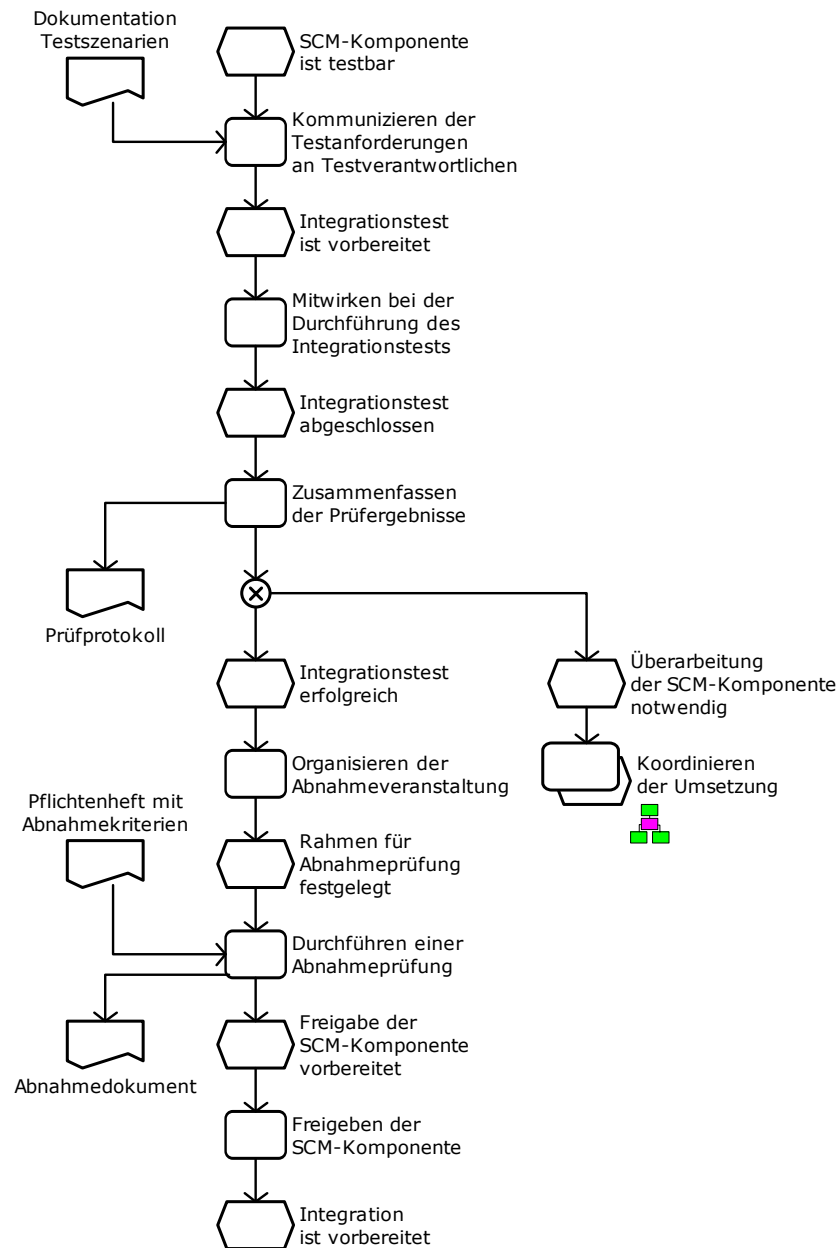 Dokumentation
Testszenarien
SCM-Komponente
ist testbar
Kommunizieren der
Testanforderungen
an Testverantwortlichen
Integrationstest
ist vorbereitet
Mitwirken bei der
Durchführung des
Integrationstests
Integrationstest
abgeschlossen
Zusammenfassen
der Prüfergebnisse
Prüfprotokoll
Integrationstest
erfolgreich
Überarbeitung
der SCM-Komponente
notwendig
Organisieren der
Abnahmeveranstaltung
Koordinieren
der Umsetzung
Pflichtenheft mit
Abnahmekriterien
Rahmen für
Abnahmeprüfung
festgelegt
Durchführen einer
Abnahmeprüfung
Abnahmedokument
Freigabe der
SCM-Komponente
vorbereitet
Freigeben der
SCM-Komponente
Integration
ist vorbereitet